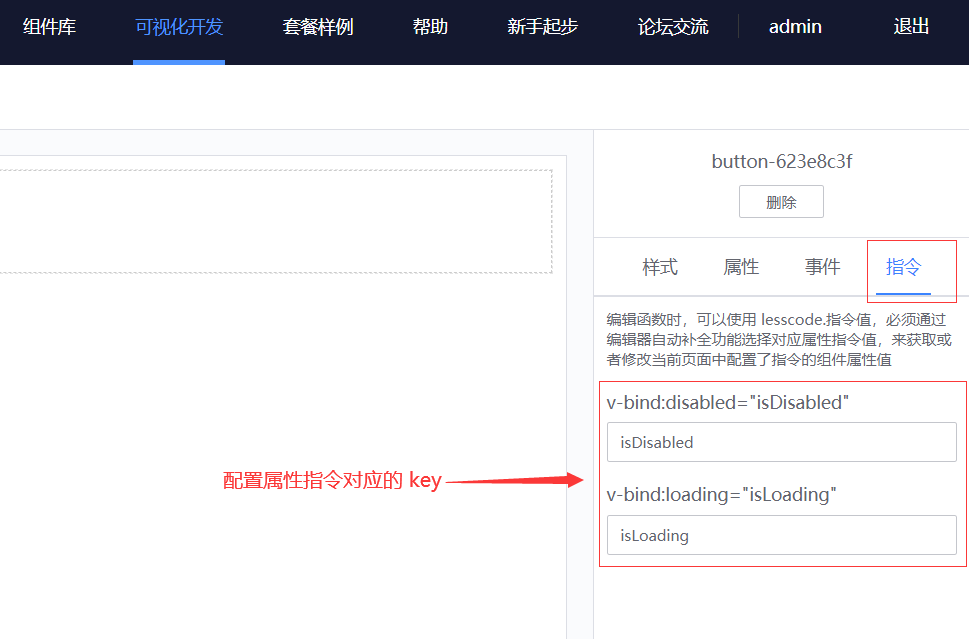 组件库 可视化开发 套餐样例 帮助 新手起步 论坛交流 admin 退出
button-623e8c3f
删除
样式 属性 事件 指令
编辑函数时，可以使用 lesscode.指令值，必须通过
编辑器自动补全功能选择对应属性指令值，来获取或
者修改当前页面中配置了指令的组件属性值
v-bind:disabled="isDisabled"
isDisabled
配置属性指令对应的 key
v-bind:loading="isLoading"
isLoading